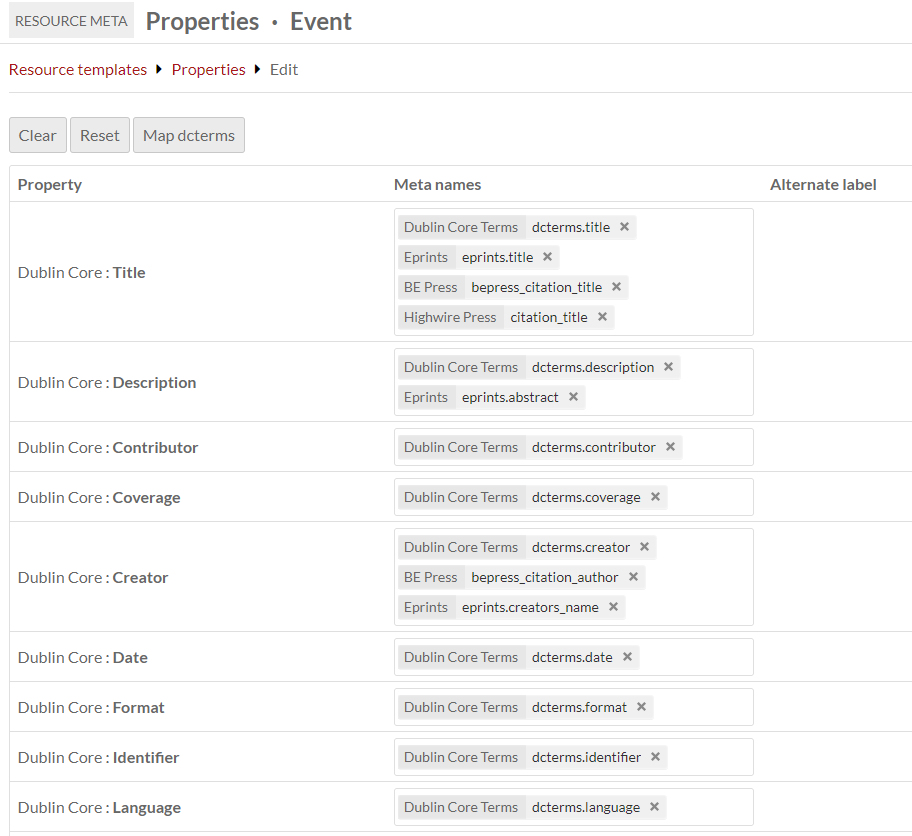 RESOURCE META Properties · Event
Resource templates Properties Edit
Clear Reset Map dcterms
Property Meta names Alternate label
Dublin Core : Title
Dublin Core Terms dcterms.title ×
Eprints eprints.title ×
BE Press bepress_citation_title ×
Highwire Press citation_title ×
Dublin Core : Description
Dublin Core Terms dcterms.description ×
Eprints eprints.abstract ×
Dublin Core : Contributor Dublin Core Terms dcterms.contributor ×
Dublin Core : Coverage Dublin Core Terms dcterms.coverage ×
Dublin Core : Creator
Dublin Core Terms dcterms.creator ×
BE Press bepress_citation_author ×
Eprints eprints.creators_name ×
Dublin Core : Date Dublin Core Terms dcterms.date ×
Dublin Core : Format Dublin Core Terms dcterms.format ×
Dublin Core : Identifier Dublin Core Terms dcterms.identifier ×
Dublin Core : Language Dublin Core Terms dcterms.language ×